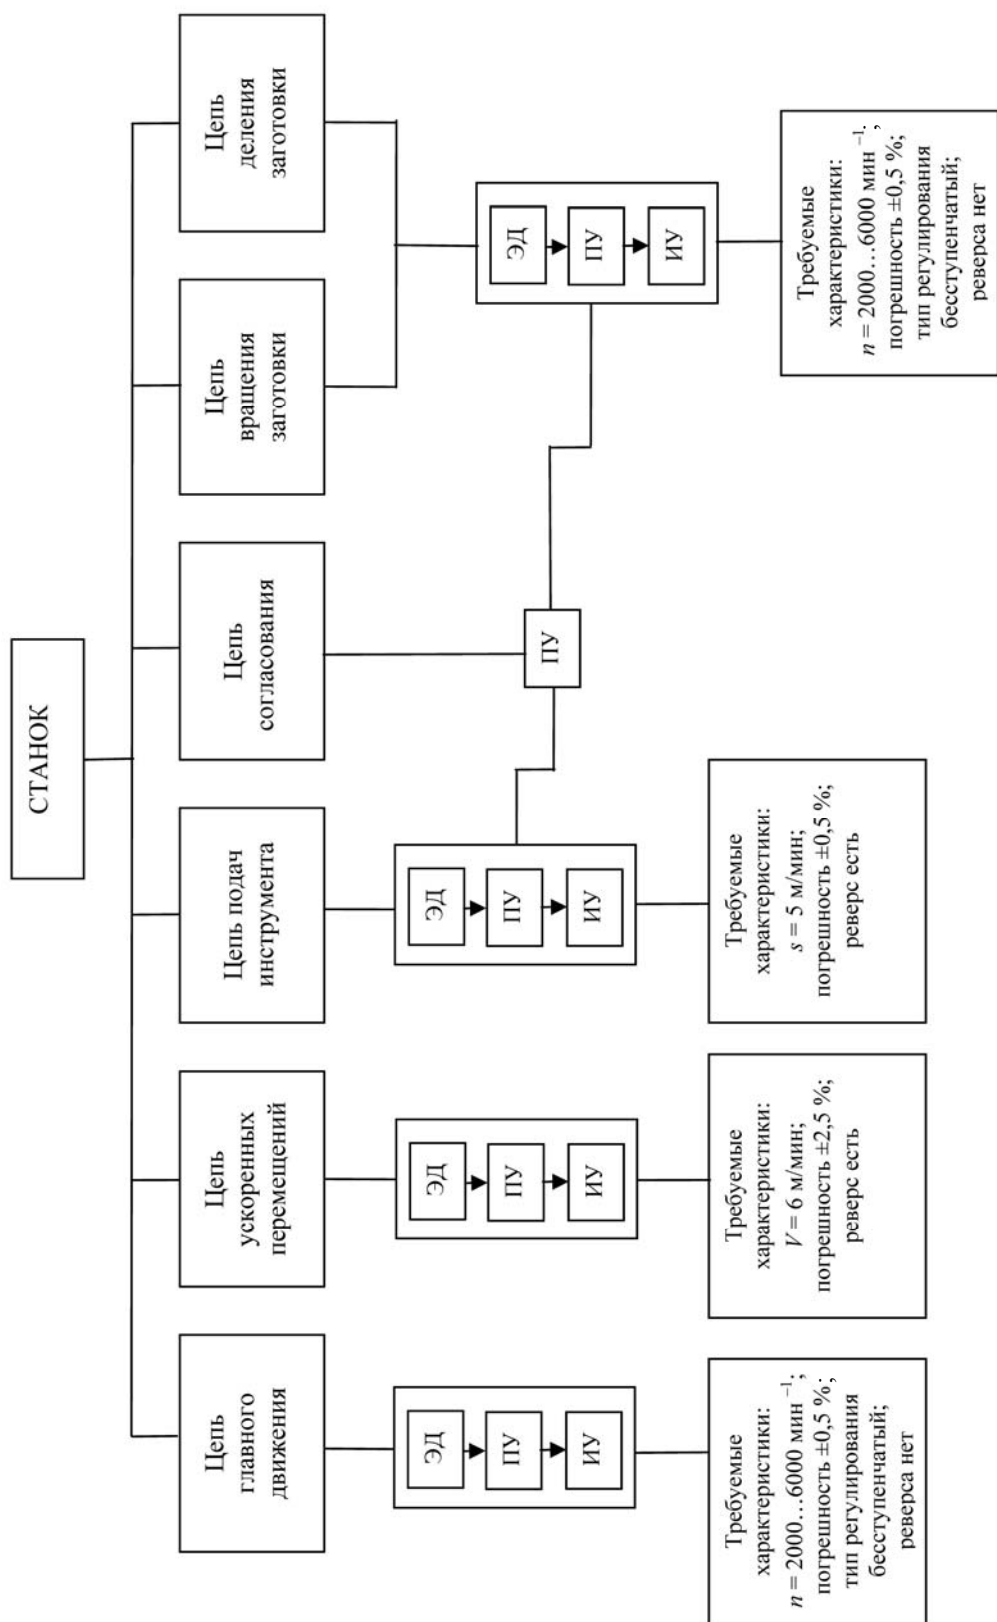 СТАНОК
Цепь
главного
движения
Цепь
ускоренных
перемещений
Цепь подач
инструмента
Цепь
согласования
Цепь
вращения
заготовки
Цепь
деления
заготовки
ЭД
ПУ
ИУ
ЭД
ПУ
ИУ
ЭД
ПУ
ИУ
ПУ
ЭД
ПУ
ИУ
Требуемые
характеристики:
n = 2000…6000 мин ⁻¹;
погрешность ±0,5 %;
тип регулирования
бесступенчатый;
реверса нет
Требуемые
характеристики:
V = 6 м/мин;
погрешность ±2,5 %;
реверс есть
Требуемые
характеристики:
s = 5 м/мин;
погрешность ±0,5 %;
реверс есть
Требуемые
характеристики:
n = 2000…6000 мин ⁻¹;
погрешность ±0,5 %;
тип регулирования
бесступенчатый;
реверса нет